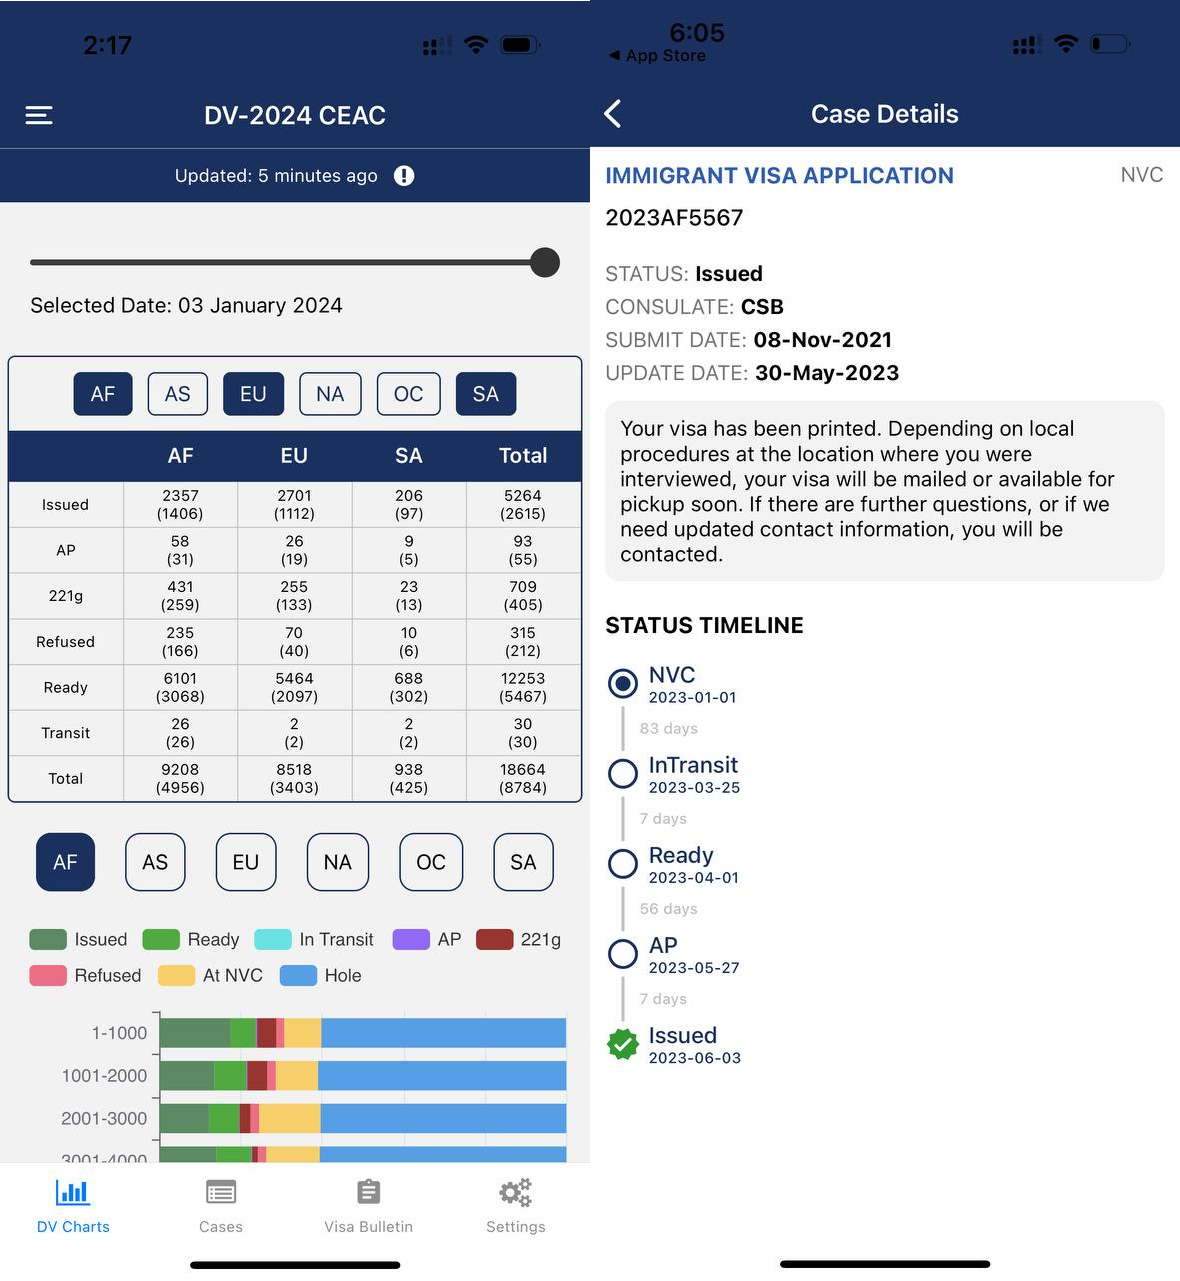 2:17
DV-2024 CEAC
Updated: 5 minutes ago
Selected Date: 03 January 2024
AF AS EU NA OC SA
AF EU SA Total
Issued 2357 (1406) 2701 (1112) 206 (97) 5264 (2615)
AP 58 (31) 26 (19) 9 (5) 93 (55)
221g 431 (259) 255 (133) 23 (13) 709 (405)
Refused 235 (166) 70 (40) 10 (6) 315 (212)
Ready 6101 (3068) 5464 (2097) 688 (302) 12253 (5467)
Transit 26 (26) 2 (2) 2 (2) 30 (30)
Total 9208 (4956) 8518 (3403) 938 (425) 18664 (8784)
AF AS EU NA OC SA
Issued Ready In Transit AP 221g
Refused At NVC Hole
1-1000
1001-2000
2001-3000
3001-4000
DV Charts Cases Visa Bulletin Settings
6:05
App Store
Case Details
IMMIGRANT VISA APPLICATION NVC
2023AF5567
STATUS: Issued
CONSULATE: CSB
SUBMIT DATE: 08-Nov-2021
UPDATE DATE: 30-May-2023
Your visa has been printed. Depending on local
procedures at the location where you were
interviewed, your visa will be mailed or available for
pickup soon. If there are further questions, or if we
need updated contact information, you will be
contacted.
STATUS TIMELINE
NVC
2023-01-01
83 days
InTransit
2023-03-25
7 days
Ready
2023-04-01
56 days
AP
2023-05-27
7 days
Issued
2023-06-03